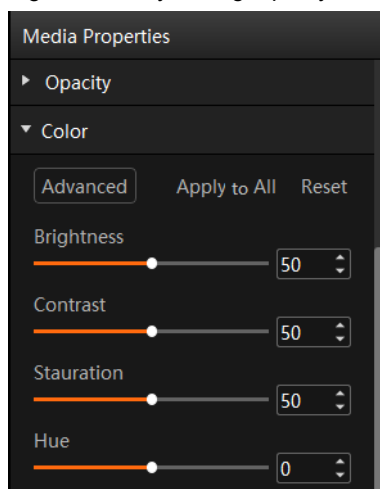 Media Properties
Opacity
Color
Advanced Apply to All Reset
Brightness
50
Contrast
50
Stauration
50
Hue
0